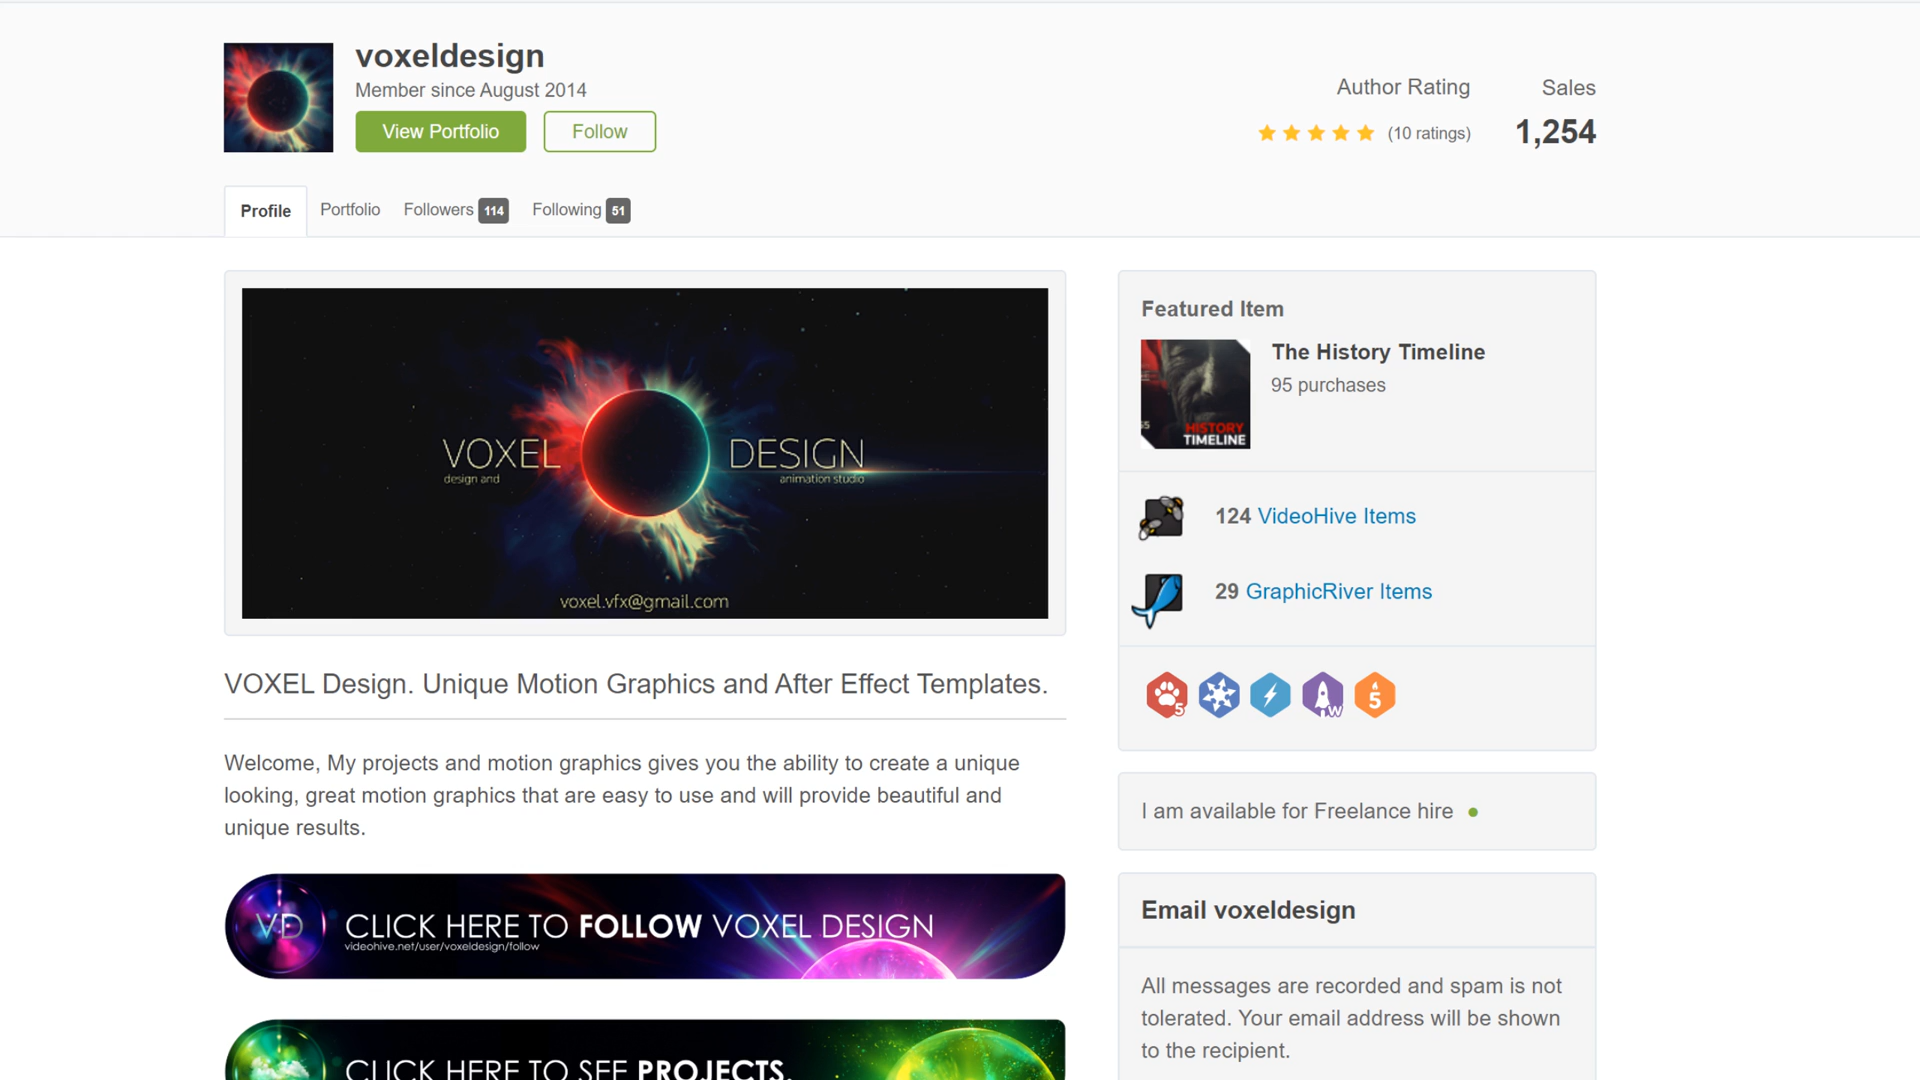 voxeldesign
Member since August 2014
View Portfolio
Follow
Author Rating
(10 ratings)
Sales
1,254
Profile
Portfolio
Followers 114
Following 51
VOXEL DESIGN
design and animation studio
voxel.vfx@gmail.com
VOXEL Design. Unique Motion Graphics and After Effect Templates.
Welcome, My projects and motion graphics gives you the ability to create a unique
looking, great motion graphics that are easy to use and will provide beautiful and
unique results.
VD
CLICK HERE TO FOLLOW VOXEL DESIGN
videohive.net/user/voxeldesign/follow
CLICK HERE TO SEE PROJECTS.
Featured Item
HISTORY
TIMELINE
The History Timeline
95 purchases
124 VideoHive Items
29 GraphicRiver Items
5
W
5
I am available for Freelance hire
Email voxeldesign
All messages are recorded and spam is not
tolerated. Your email address will be shown
to the recipient.